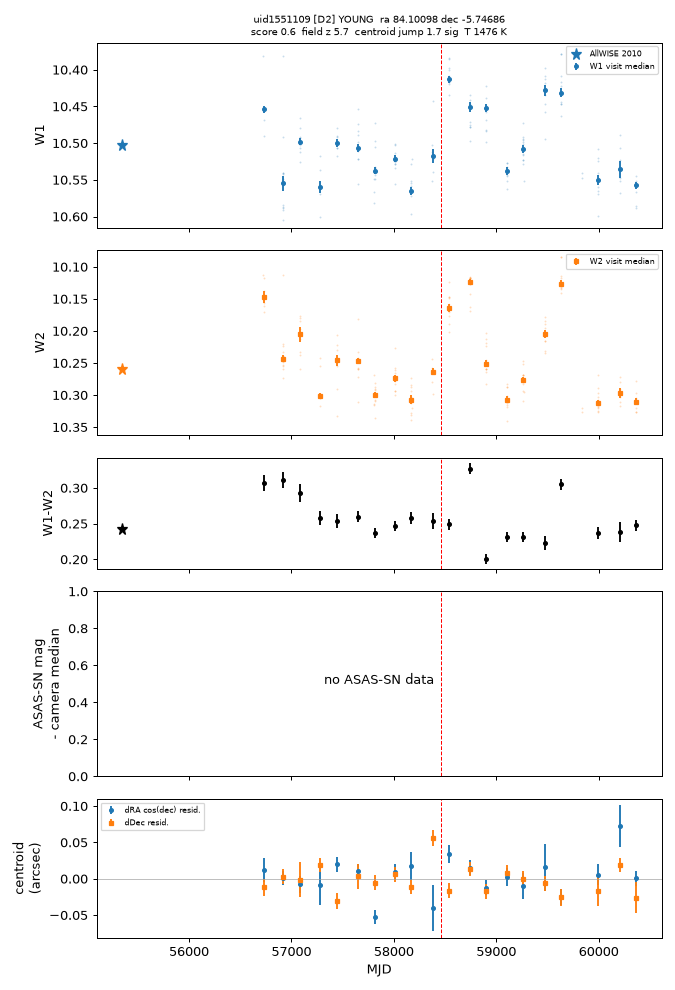 uid1551109 [D2] YOUNG ra 84.10098 dec -5.74686
score 0.6 field z 5.7 centroid jump 1.7 sig T 1476 K
10.40
10.45
10.50
10.55
10.60
W1
AllWISE 2010
W1 visit median
10.10
10.15
10.20
10.25
10.30
10.35
W2
W2 visit median
0.30
0.25
0.20
W1-W2
1.0
0.8
0.6
0.4
0.2
0.0
ASAS-SN mag
- camera median
no ASAS-SN data
0.10
0.05
0.00
−0.05
centroid
(arcsec)
dRA cos(dec) resid.
dDec resid.
56000
57000
58000
59000
60000
MJD